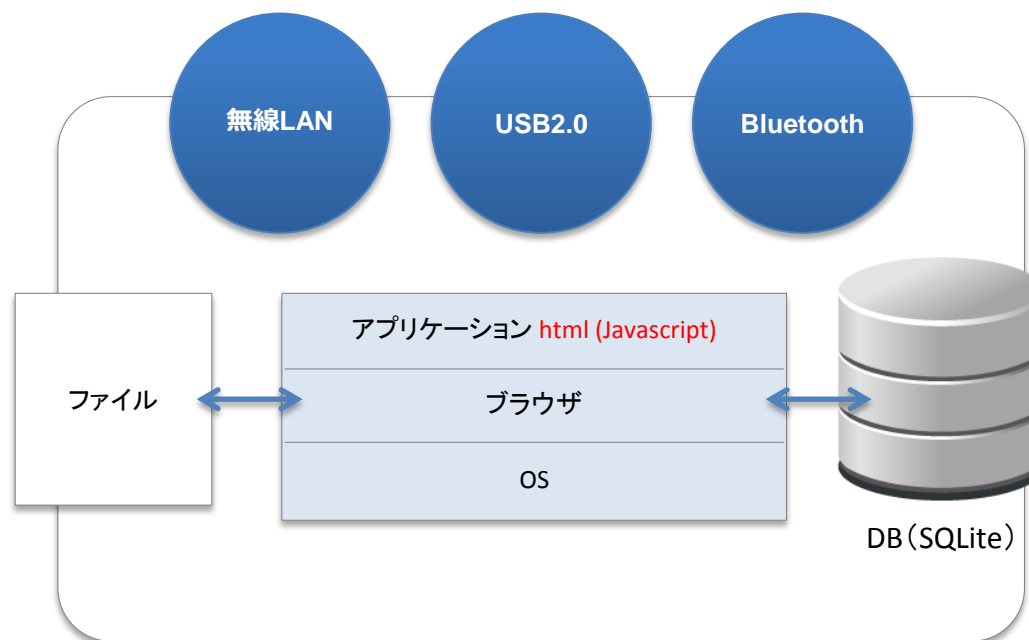 無線LAN
USB2.0
Bluetooth
アプリケーション html (Javascript)
ファイル
ブラウザ
OS
DB（SQLite）